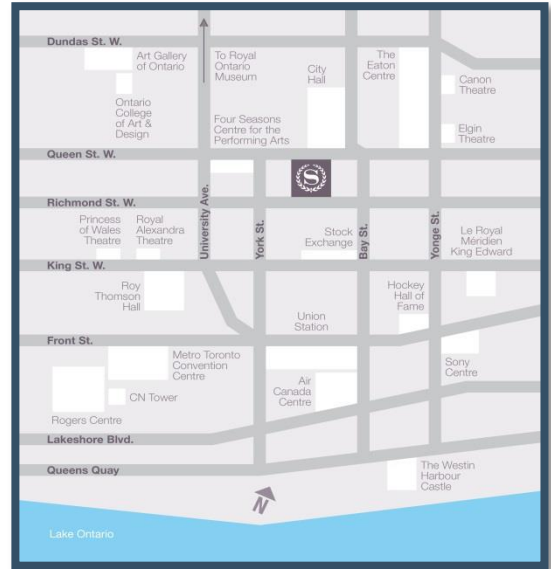 Dundas St. W.
Art Gallery
of Ontario
To Royal
Ontario
Museum
City
Hall
The
Eaton
Centre
Canon
Theatre
Ontario
College
of Art &
Design
Four Seasons
Centre for the
Performing Arts
Elgin
Theatre
Queen St. W.
S
Richmond St. W.
University Ave.
York St.
Bay St.
Yonge St.
Princess
of Wales
Theatre
Royal
Alexandra
Theatre
Stock
Exchange
Le Royal
Méridien
King Edward
King St. W.
Roy
Thomson
Hall
Hockey
Hall of
Fame
Union
Station
Front St.
Metro Toronto
Convention
Centre
Sony
Centre
Air
Canada
Centre
CN Tower
Rogers Centre
Lakeshore Blvd.
Queens Quay
The Westin
Harbour
Castle
N
Lake Ontario